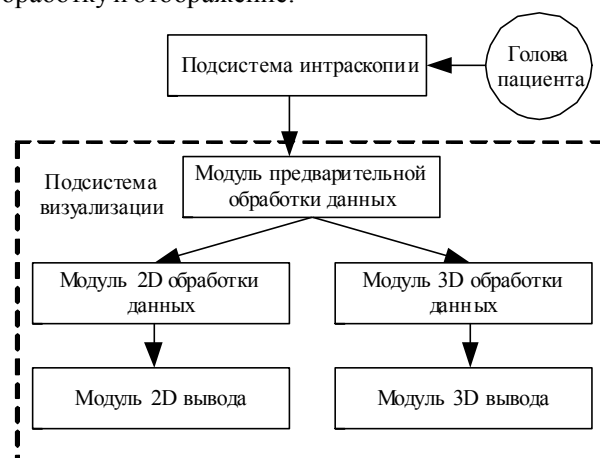 обработку и отображение.
Голова
пациента
Подсистема интраскопии
Подсистема
визуализации
Модуль предварительной
обработки данных
Модуль 2D обработки
данных
Модуль 3D обработки
данных
Модуль 2D вывода
Модуль 3D вывода